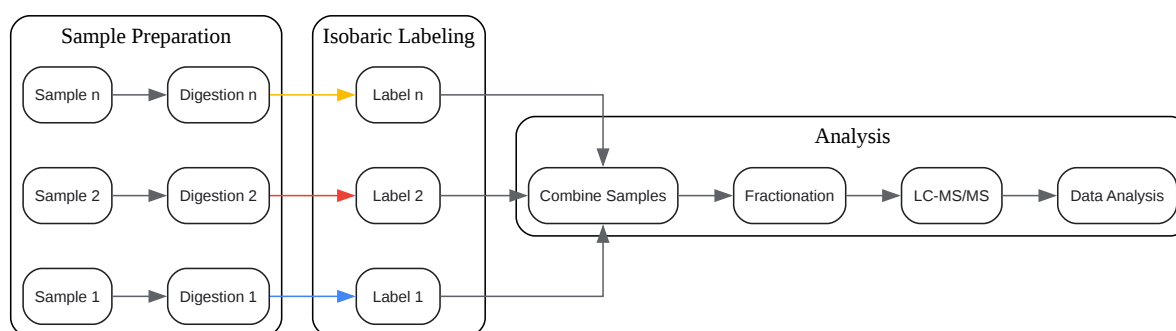 Sample Preparation
Isobaric Labeling
Sample n
Digestion n
Label n
Analysis
Sample 2
Digestion 2
Label 2
Combine Samples
Fractionation
LC-MS/MS
Data Analysis
Sample 1
Digestion 1
Label 1